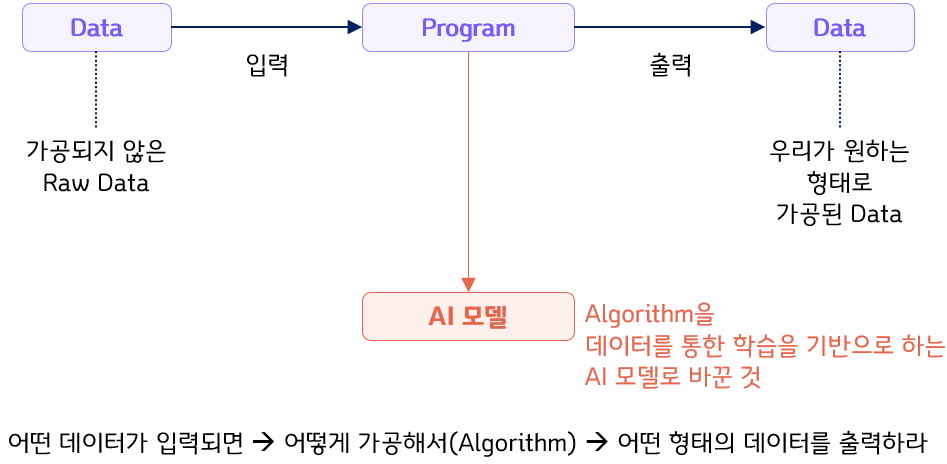 Data
Program
Data
입력
출력
가공되지 않은
Raw Data
우리가 원하는
형태로
가공된 Data
AI 모델
Algorithm을
데이터를 통한 학습을 기반으로 하는
AI 모델로 바꾼 것
어떤 데이터가 입력되면 → 어떻게 가공해서(Algorithm) → 어떤 형태의 데이터를 출력하라